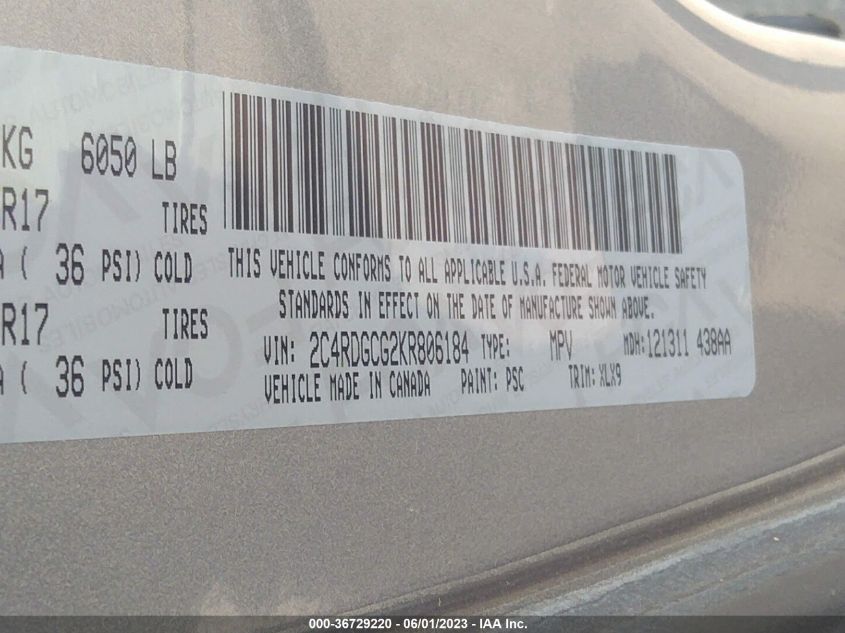 KG 6050 LB
R17 TIRES
A ( 36 PSI) COLD
R17 TIRES
A ( 36 PSI) COLD
THIS VEHICLE CONFORMS TO ALL APPLICABLE U.S.A. FEDERAL MOTOR VEHICLE SAFETY
STANDARDS IN EFFECT ON THE DATE OF MANUFACTURE SHOWN ABOVE.
VIN: 2C4RDGCG2KR806184 TYPE: MPV MDH:121311 438AA
VEHICLE MADE IN CANADA PAINT: PSC TRIM: XLX9
000-36729220 - 06/01/2023 - IAA Inc.